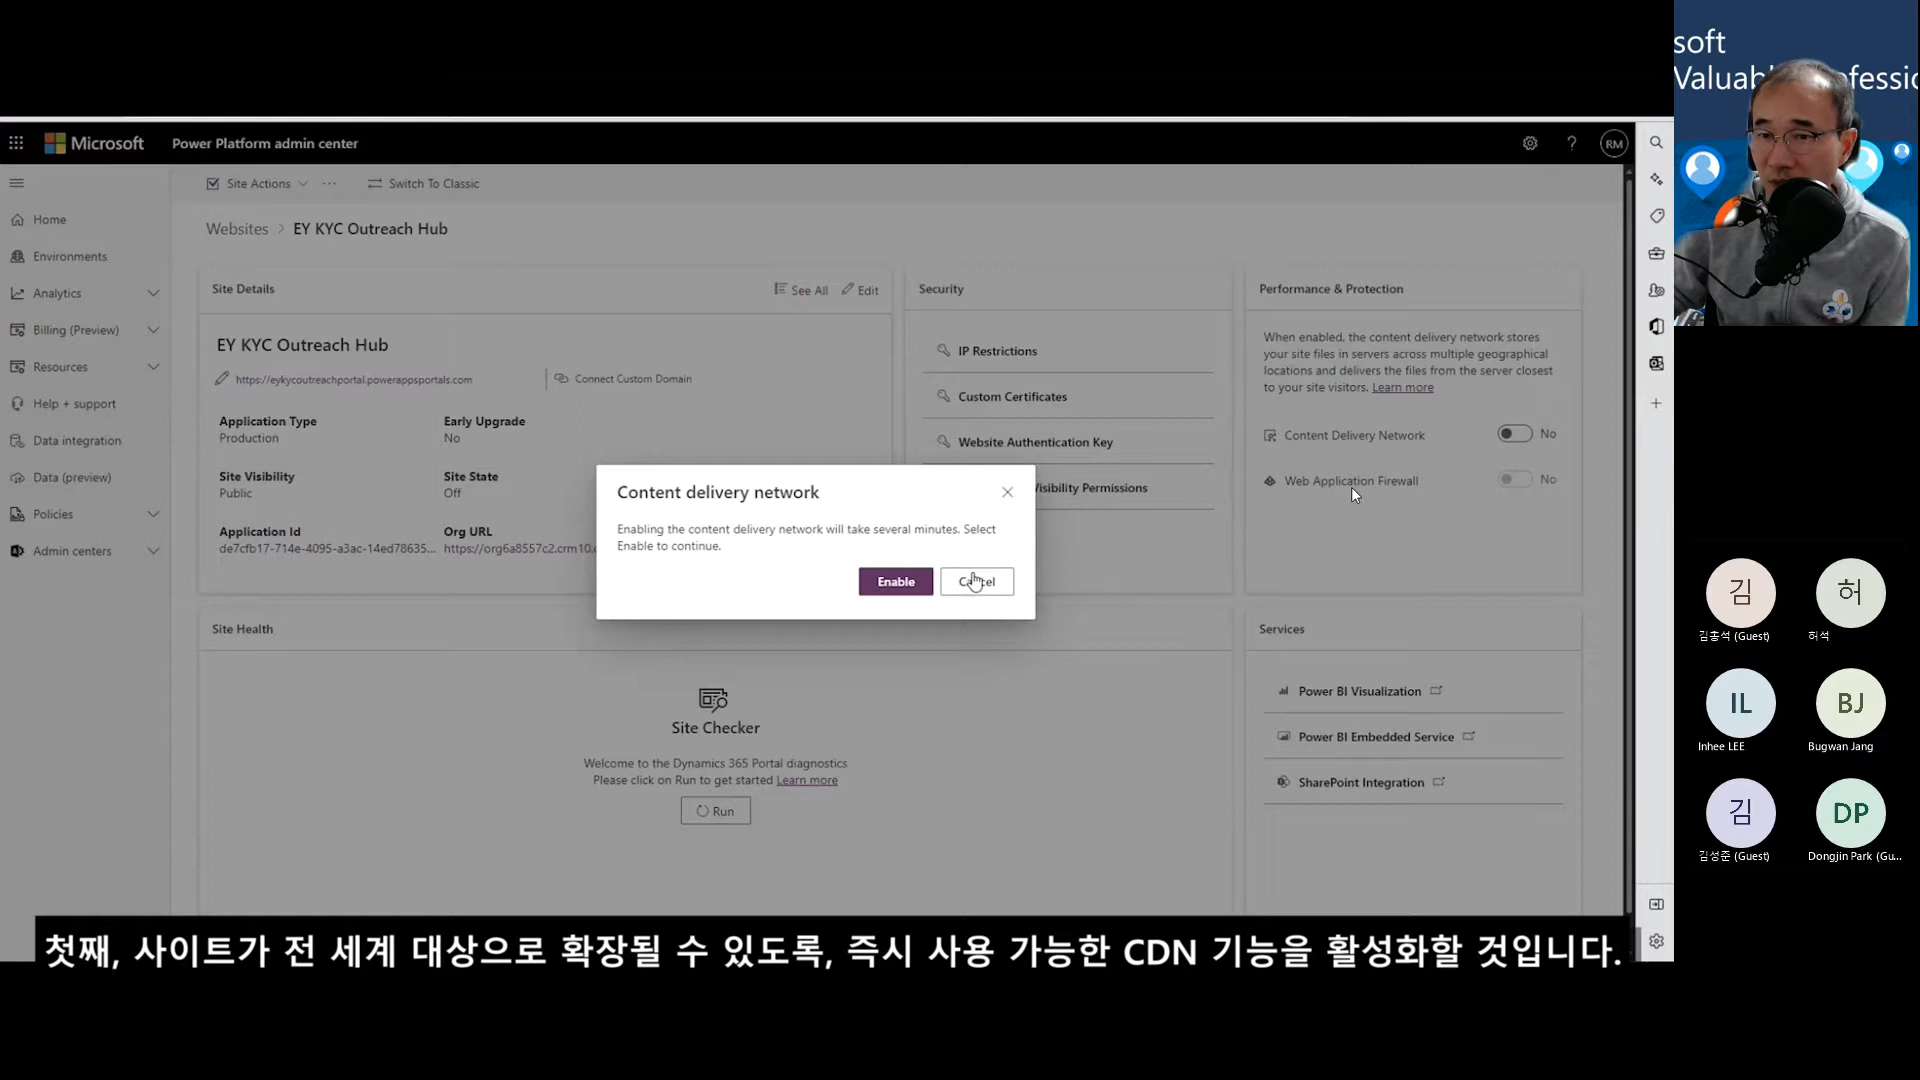 soft
Valuab
ofessio
Microsoft
Power Platform admin center
RM
Site Actions
Switch To Classic
Home
Environments
Analytics
Billing (Preview)
Resources
Help + support
Data integration
Data (preview)
Policies
Admin centers
Websites > EY KYC Outreach Hub
Site Details
See All
Edit
EY KYC Outreach Hub
https://eykycoutreachportal.powerappsportals.com
Connect Custom Domain
Application Type
Production
Early Upgrade
No
Site Visibility
Public
Site State
Off
Application Id
de7cfb17-714e-4095-a3ac-14ed78635...
Org URL
https://org6a8557c2.crm10.
Security
IP Restrictions
Custom Certificates
Website Authentication Key
Visibility Permissions
Performance & Protection
When enabled, the content delivery network stores
your site files in servers across multiple geographical
locations and delivers the files from the server closest
to your site visitors. Learn more
Content Delivery Network
No
Web Application Firewall
No
Content delivery network
Enabling the content delivery network will take several minutes. Select
Enable to continue.
Enable
Cancel
Site Health
Site Checker
Welcome to the Dynamics 365 Portal diagnostics
Please click on Run to get started Learn more
Run
Services
Power BI Visualization
Power BI Embedded Service
SharePoint Integration
첫째, 사이트가 전 세계 대상으로 확장될 수 있도록, 즉시 사용 가능한 CDN 기능을 활성화할 것입니다.
김
김홍석 (Guest)
허
허석
IL
Inhee LEE
BJ
Bugwan Jang
김
김성준 (Guest)
DP
Dongjin Park (Gu...